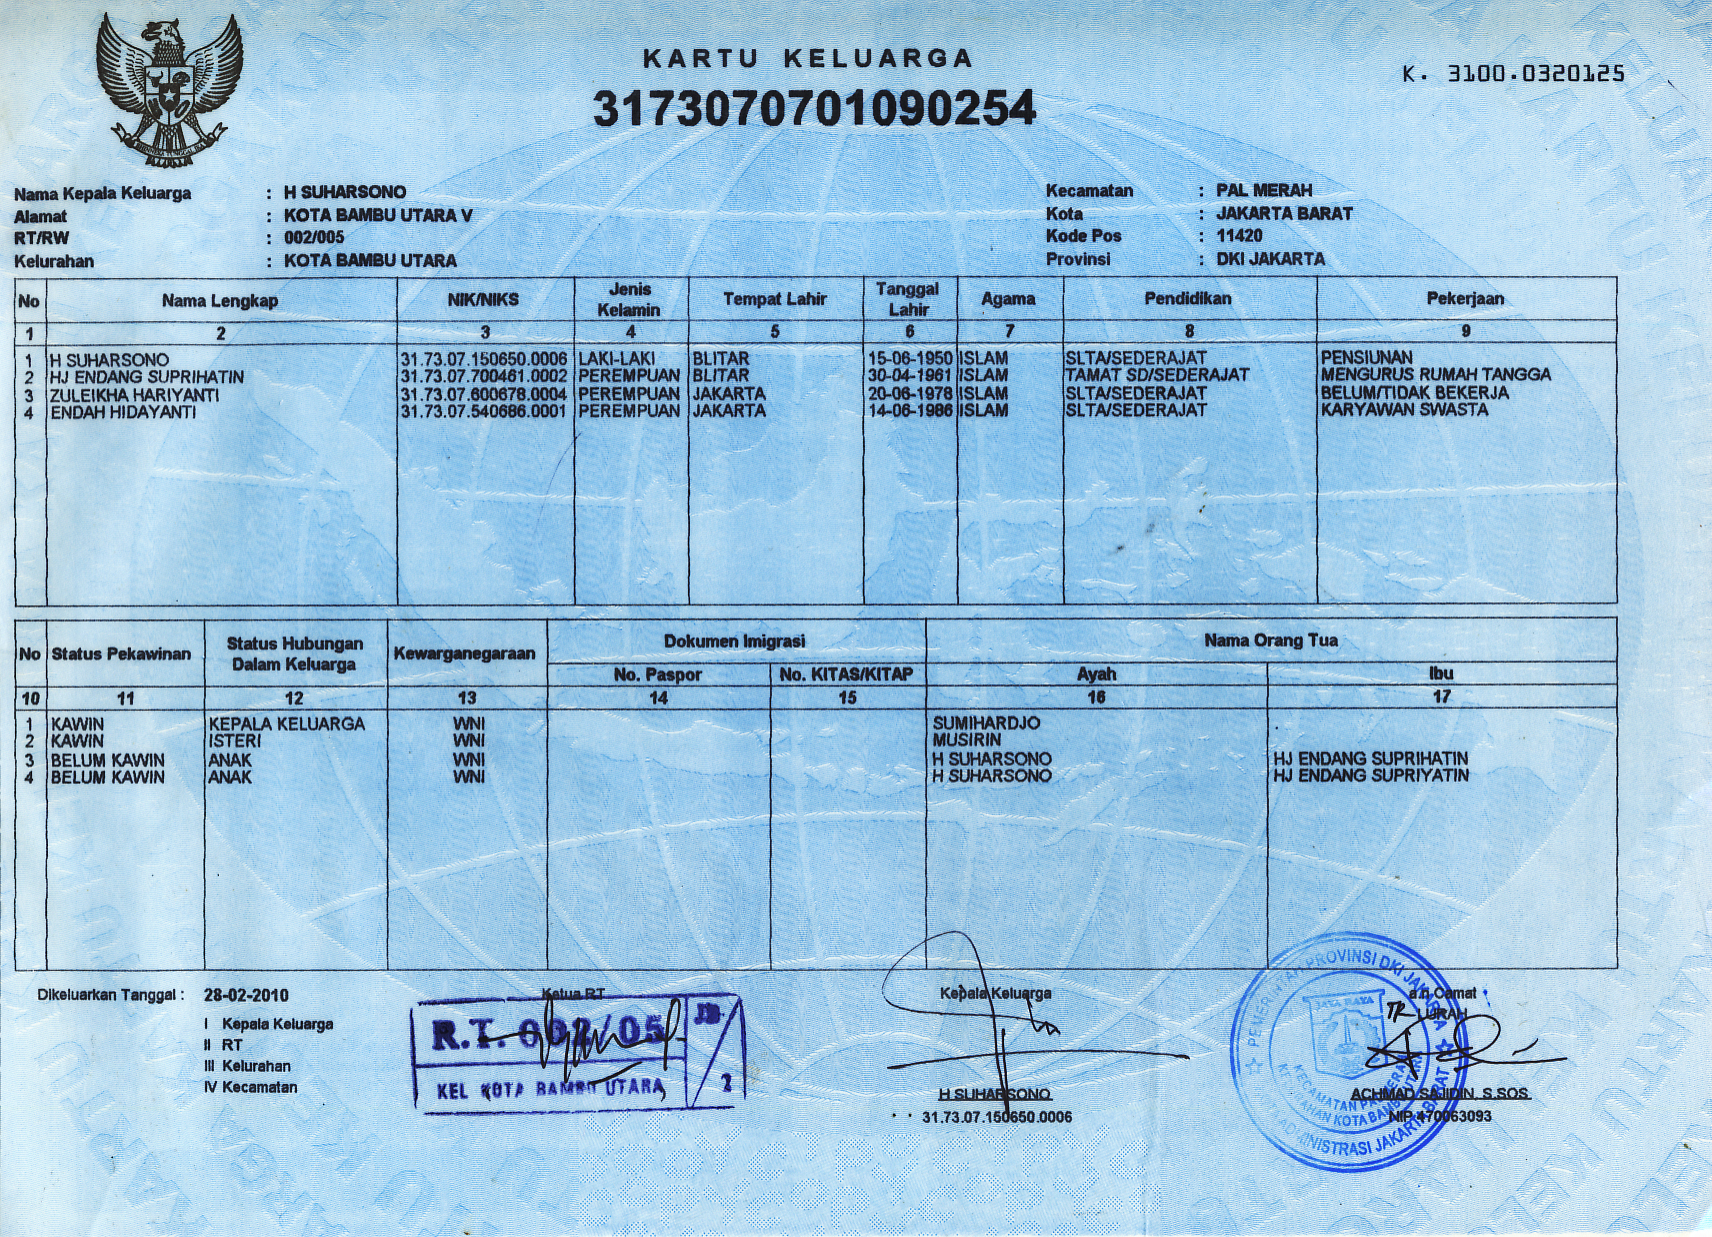 KARTU KELUARGA
K. 3100.0320125
3173070701090254
Nama Kepala Keluarga : H SUHARSONO
Alamat : KOTA BAMBU UTARA V
RT/RW : 002/005
Kelurahan : KOTA BAMBU UTARA
Kecamatan : PAL MERAH
Kota : JAKARTA BARAT
Kode Pos : 11420
Provinsi : DKI JAKARTA
No Nama Lengkap NIK/NIKS Jenis Kelamin Tempat Lahir Tanggal Lahir Agama Pendidikan Pekerjaan
1 2 3 4 5 6 7 8 9
1 H SUHARSONO 31.73.07.150650.0006 LAKI-LAKI BLITAR 15-06-1950 ISLAM SLTA/SEDERAJAT PENSIUNAN
2 HJ ENDANG SUPRIHATIN 31.73.07.700461.0002 PEREMPUAN BLITAR 30-04-1961 ISLAM TAMAT SD/SEDERAJAT MENGURUS RUMAH TANGGA
3 ZULEIKHA HARIYANTI 31.73.07.600678.0004 PEREMPUAN JAKARTA 20-06-1978 ISLAM SLTA/SEDERAJAT BELUM/TIDAK BEKERJA
4 ENDAH HIDAYANTI 31.73.07.540686.0001 PEREMPUAN JAKARTA 14-06-1986 ISLAM SLTA/SEDERAJAT KARYAWAN SWASTA
No Status Pekawinan Status Hubungan Dalam Keluarga Kewarganegaraan Dokumen Imigrasi Nama Orang Tua
No. Paspor No. KITAS/KITAP Ayah Ibu
10 11 12 13 14 15 16 17
1 KAWIN KEPALA KELUARGA WNI SUMIHARDJO
2 KAWIN ISTERI WNI MUSIRIN
3 BELUM KAWIN ANAK WNI H SUHARSONO HJ ENDANG SUPRIHATIN
4 BELUM KAWIN ANAK WNI H SUHARSONO HJ ENDANG SUPRIYATIN
Dikeluarkan Tanggal : 28-02-2010
I Kepala Keluarga
II RT
III Kelurahan
IV Kecamatan
Ketua RT
R.T. 002/05
KEL KOTA BAMBU UTARA
Kepala Keluarga
H SUHARSONO
31.73.07.150650.0006
a.n Camat
LURAH
ACHMAD SAJIDIN, S.SOS
NIP.470063093
PEMERINTAH PROVINSI DKI JAKARTA
JAYA RAYA
KECAMATAN PAL MERAH
KELURAHAN KOTA BAMBU UTARA
KOTA ADMINISTRASI JAKARTA BARAT